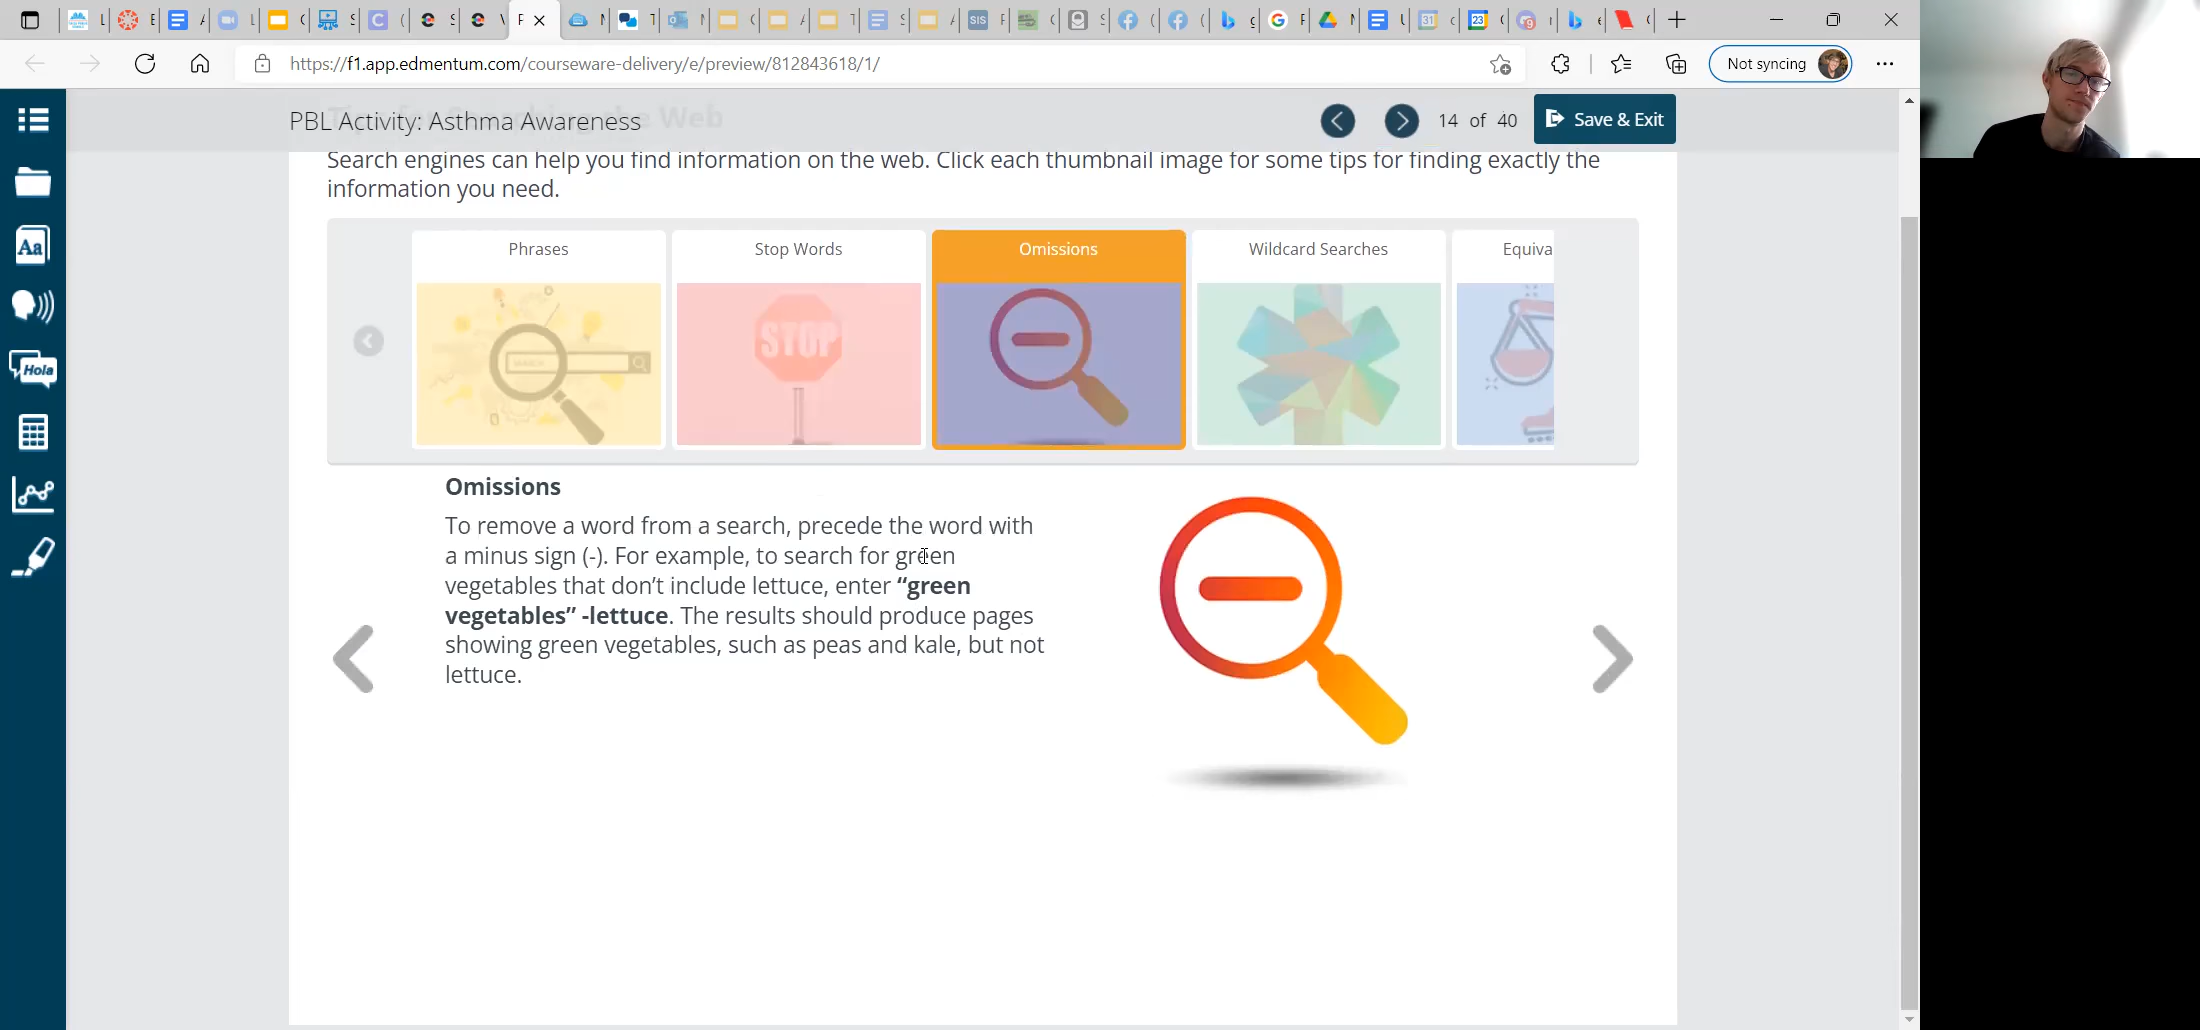 https://f1.app.edmentum.com/courseware-delivery/e/preview/812843618/1/
Not syncing
PBL Activity: Asthma Awareness
14 of 40
Save & Exit
Search engines can help you find information on the web. Click each thumbnail image for some tips for finding exactly the
information you need.
Phrases
Stop Words
Omissions
Wildcard Searches
Equiva
STOP
Aa
Hola
Omissions
To remove a word from a search, precede the word with
a minus sign (-). For example, to search for green
vegetables that don’t include lettuce, enter “green
vegetables” -lettuce. The results should produce pages
showing green vegetables, such as peas and kale, but not
lettuce.